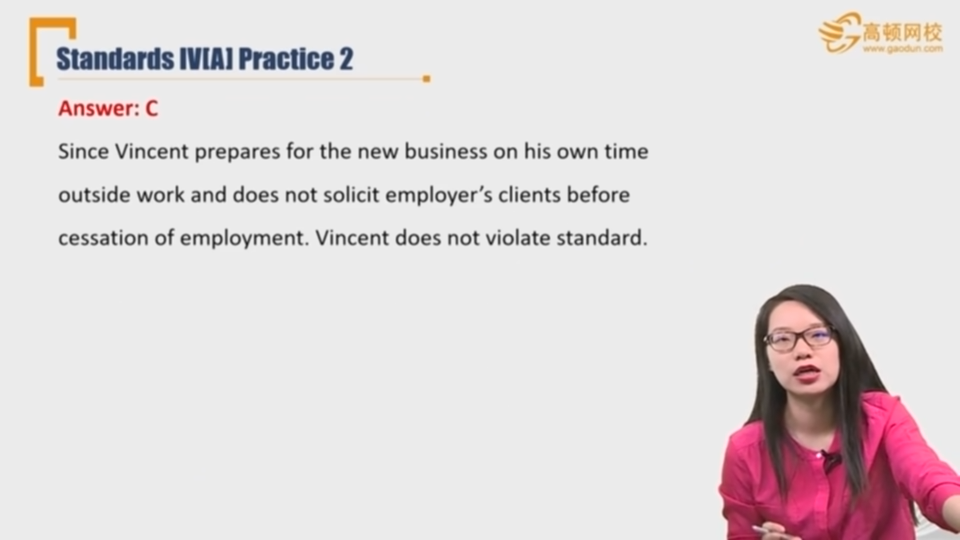 Standards IV[A] Practice 2
高顿网校
www.gaodun.com
Answer: C
Since Vincent prepares for the new business on his own time
outside work and does not solicit employer’s clients before
cessation of employment. Vincent does not violate standard.